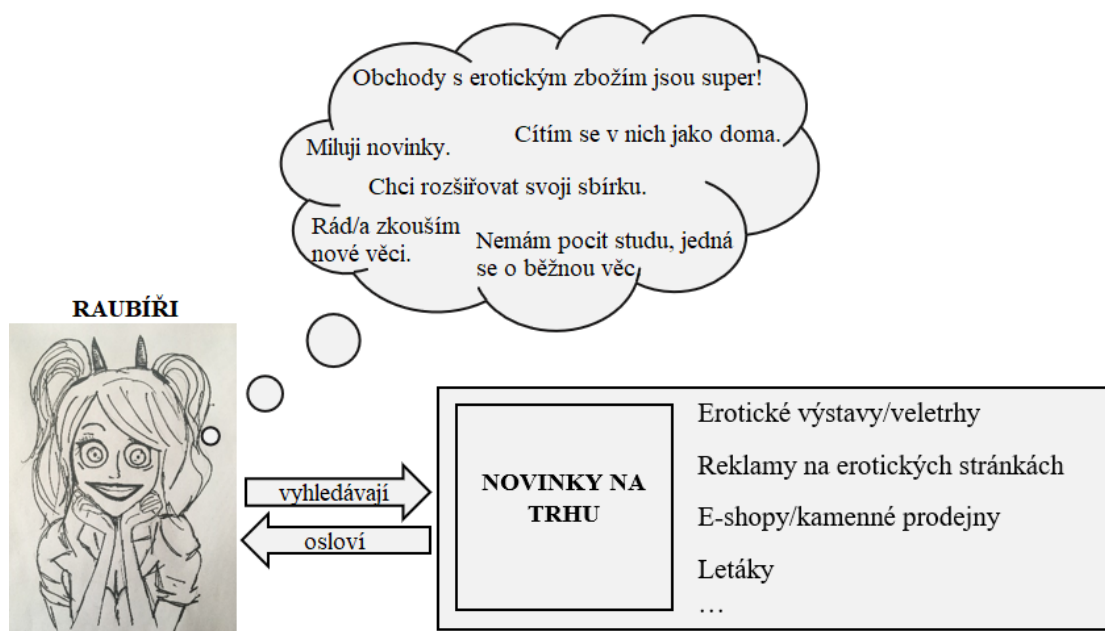 Obchody s erotickým zbožím jsou super!
Cítím se v nich jako doma.
Miluji novinky.
Chci rozšiřovat svoji sbírku.
Rád/a zkouším
nové věci.
Nemám pocit studu, jedná
se o běžnou věc
RAUBÍŘI
vyhledávají
osloví
NOVINKY NA
TRHU
Erotické výstavy/veletrhy
Reklamy na erotických stránkách
E-shopy/kamenné prodejny
Letáky
…